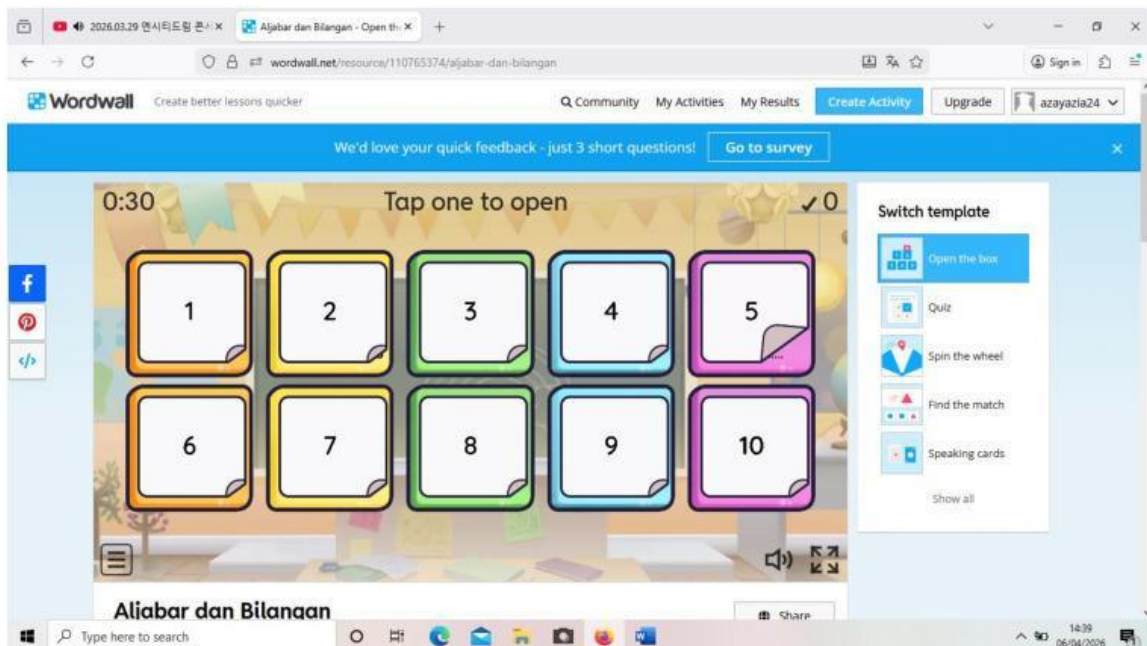 2026.03.29 엔시티드림 콘
Aljabar dan Bilangan - Open th
wordwall.net/resource/110765374/aljabar-dan-bilangan
Sign in
Wordwall
Create better lessons quicker
Community
My Activities
My Results
Create Activity
Upgrade
azayazia24
We'd love your quick feedback - just 3 short questions!
Go to survey
0:30
Tap one to open
0
1
2
3
4
5
6
7
8
9
10
Switch template
Open the box
Quiz
Spin the wheel
Find the match
Speaking cards
Show all
Aljabar dan Bilangan
Share
Type here to search
14:39
06/04/2026